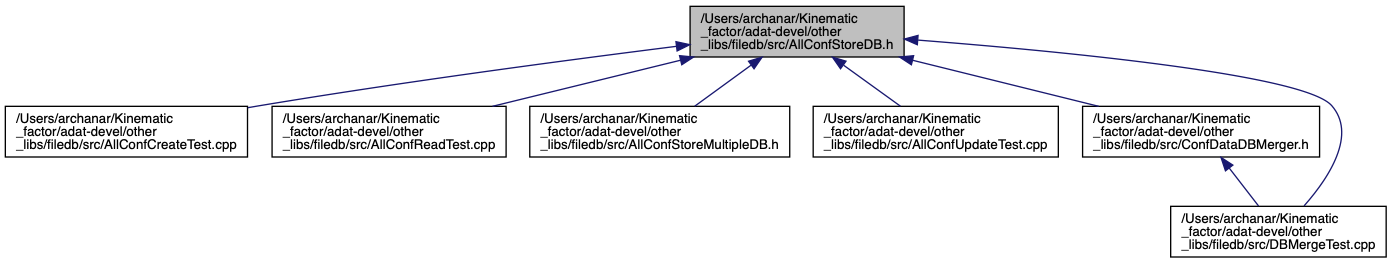 /Users/archanar/Kinematic
_factor/adat-devel/other
_libs/filedb/src/AllConfStoreDB.h
/Users/archanar/Kinematic
_factor/adat-devel/other
_libs/filedb/src/AllConfCreateTest.cpp
/Users/archanar/Kinematic
_factor/adat-devel/other
_libs/filedb/src/AllConfReadTest.cpp
/Users/archanar/Kinematic
_factor/adat-devel/other
_libs/filedb/src/AllConfStoreMultipleDB.h
/Users/archanar/Kinematic
_factor/adat-devel/other
_libs/filedb/src/AllConfUpdateTest.cpp
/Users/archanar/Kinematic
_factor/adat-devel/other
_libs/filedb/src/ConfDataDBMerger.h
/Users/archanar/Kinematic
_factor/adat-devel/other
_libs/filedb/src/DBMergeTest.cpp